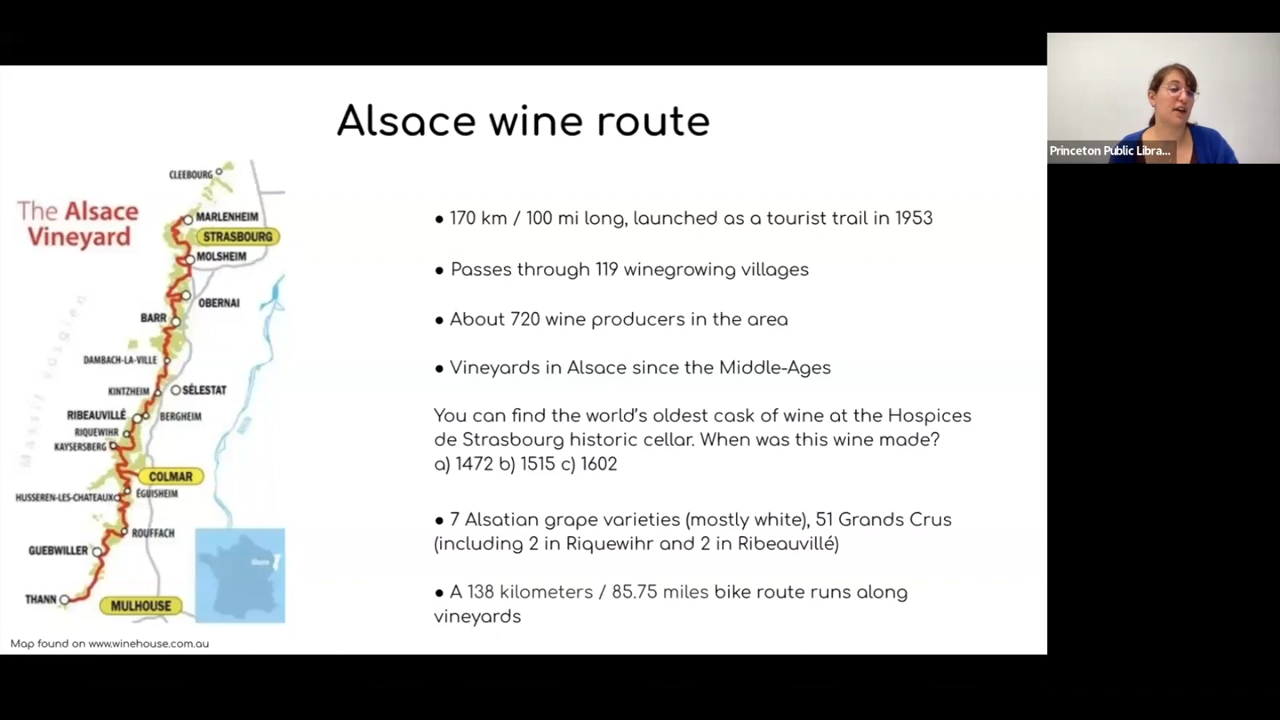 Alsace wine route
Princeton Public Libra...
The Alsace
Vineyard
CLEEBOURG
MARLENHEIM
STRASBOURG
MOLSHEIM
OBERNAI
BARR
DAMBACH-LA-VILLE
KINTZHEIM
SÉLESTAT
RIBEAUVILLÉ
BERGHEIM
RIQUEWIHR
KAYSERSBERG
COLMAR
ÉGUISHEIM
HUSSEREN-LES-CHATEAUX
ROUFFACH
GUEBWILLER
THANN
MULHOUSE
Map found on www.winehouse.com.au
● 170 km / 100 mi long, launched as a tourist trail in 1953
● Passes through 119 winegrowing villages
● About 720 wine producers in the area
● Vineyards in Alsace since the Middle-Ages
You can find the world's oldest cask of wine at the Hospices
de Strasbourg historic cellar. When was this wine made?
a) 1472 b) 1515 c) 1602
● 7 Alsatian grape varieties (mostly white), 51 Grands Crus
(including 2 in Riquewihr and 2 in Ribeauvillé)
● A 138 kilometers / 85.75 miles bike route runs along
vineyards